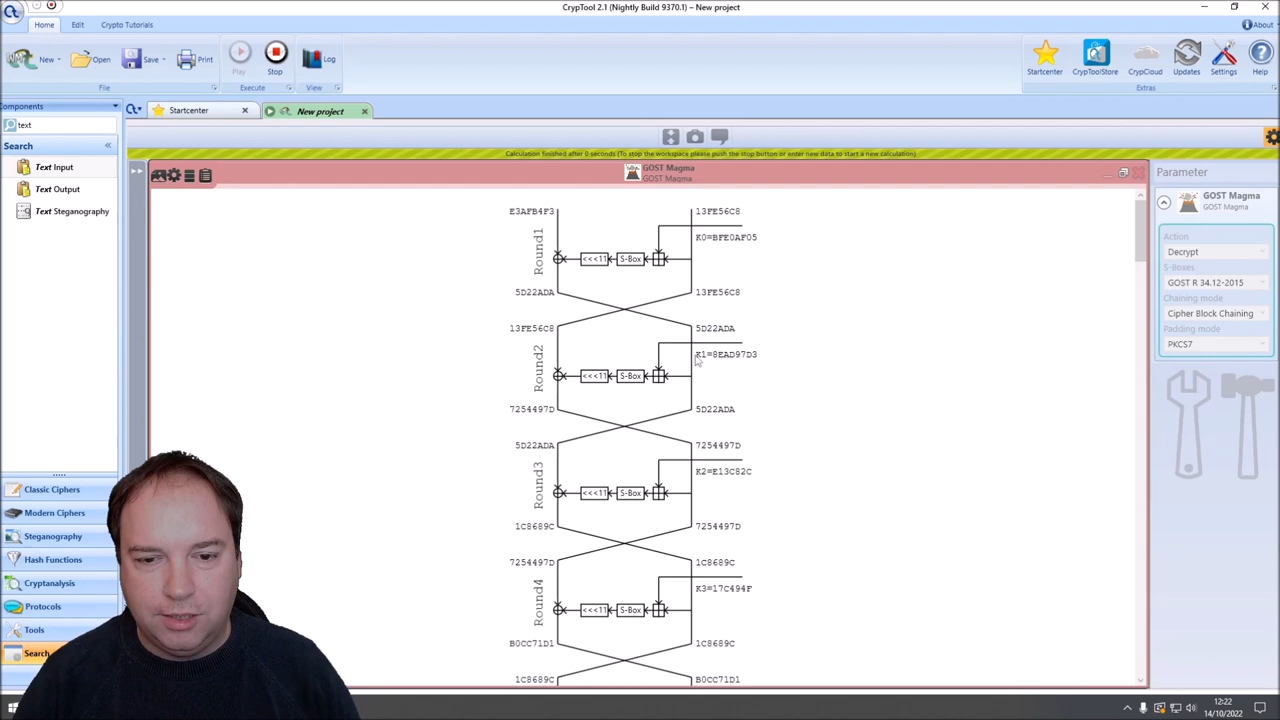 CrypTool 2.1 (Nightly Build 9370.1) – New project
Home Edit Crypto Tutorials
About
New Open Save Print Play Stop Log
Startcenter CrypToolStore CrypCloud Updates Settings Help
File Execute View Extras
Components
text
Startcenter New project
Search
Text Input
Text Output
Text Steganography
Calculation finished after 0 seconds (To stop the workspace please push the stop button or enter new data to start a new calculation)
GOST Magma
GOST Magma
E3AFB4F3 13FE56C8
K0=BFE0AF05
Round1
<<<11 S-Box
5D22ADA 13FE56C8
13FE56C8 5D22ADA
K1=8EAD97D3
Round2
<<<11 S-Box
7254497D 5D22ADA
5D22ADA 7254497D
K2=E13C82C
Round3
<<<11 S-Box
1C8689C 7254497D
7254497D 1C8689C
K3=17C494F
Round4
<<<11 S-Box
B0CC71D1 1C8689C
1C8689C B0CC71D1
Parameter
GOST Magma
GOST Magma
Action
Decrypt
S-Boxes
GOST R 34.12-2015
Chaining mode
Cipher Block Chaining
Padding mode
PKCS7
Classic Ciphers
Modern Ciphers
Steganography
Hash Functions
Cryptanalysis
Protocols
Tools
Search
12:22
14/10/2022